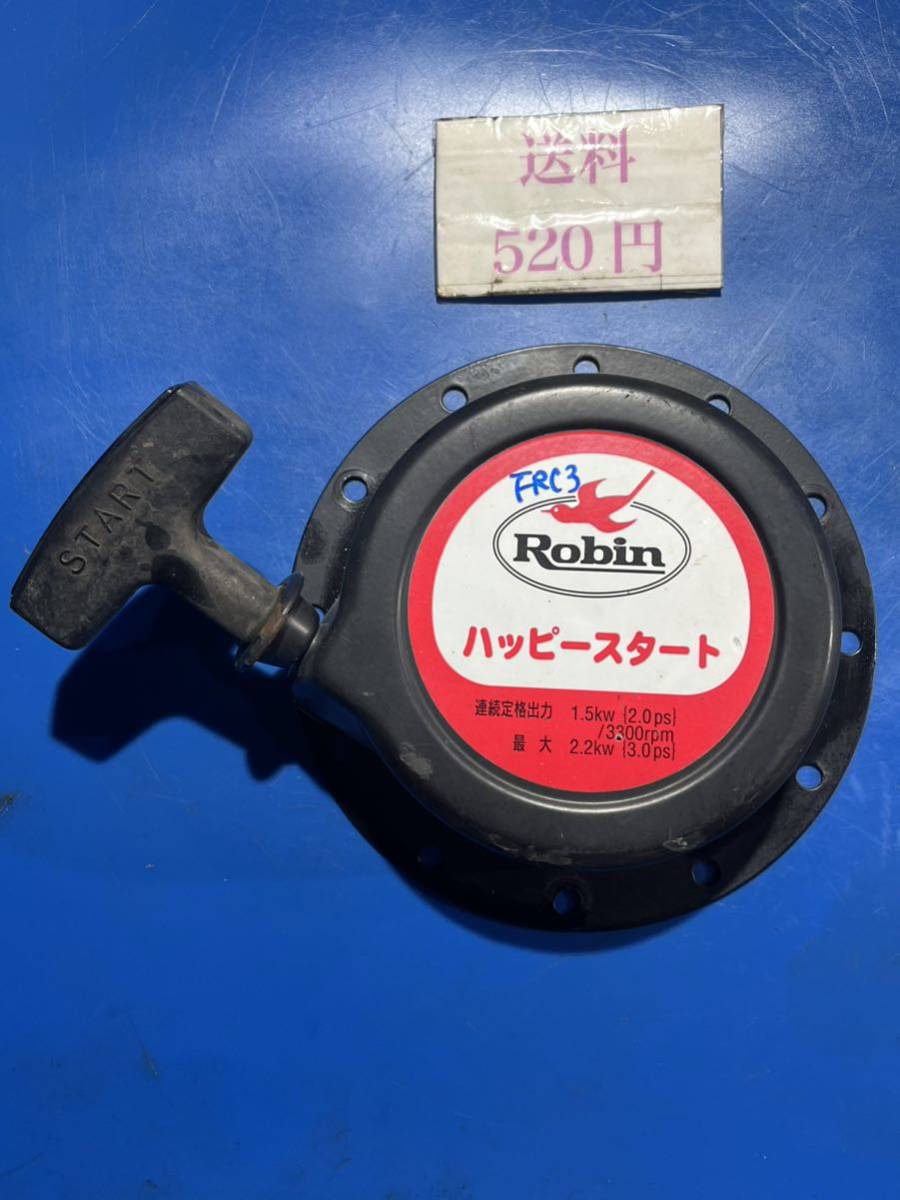 送料
520円
START
FRC3
Robin
ハッピースタート
連続定格出力 1.5kw {2.0ps}
/3300rpm
最大 2.2kw {3.0ps}